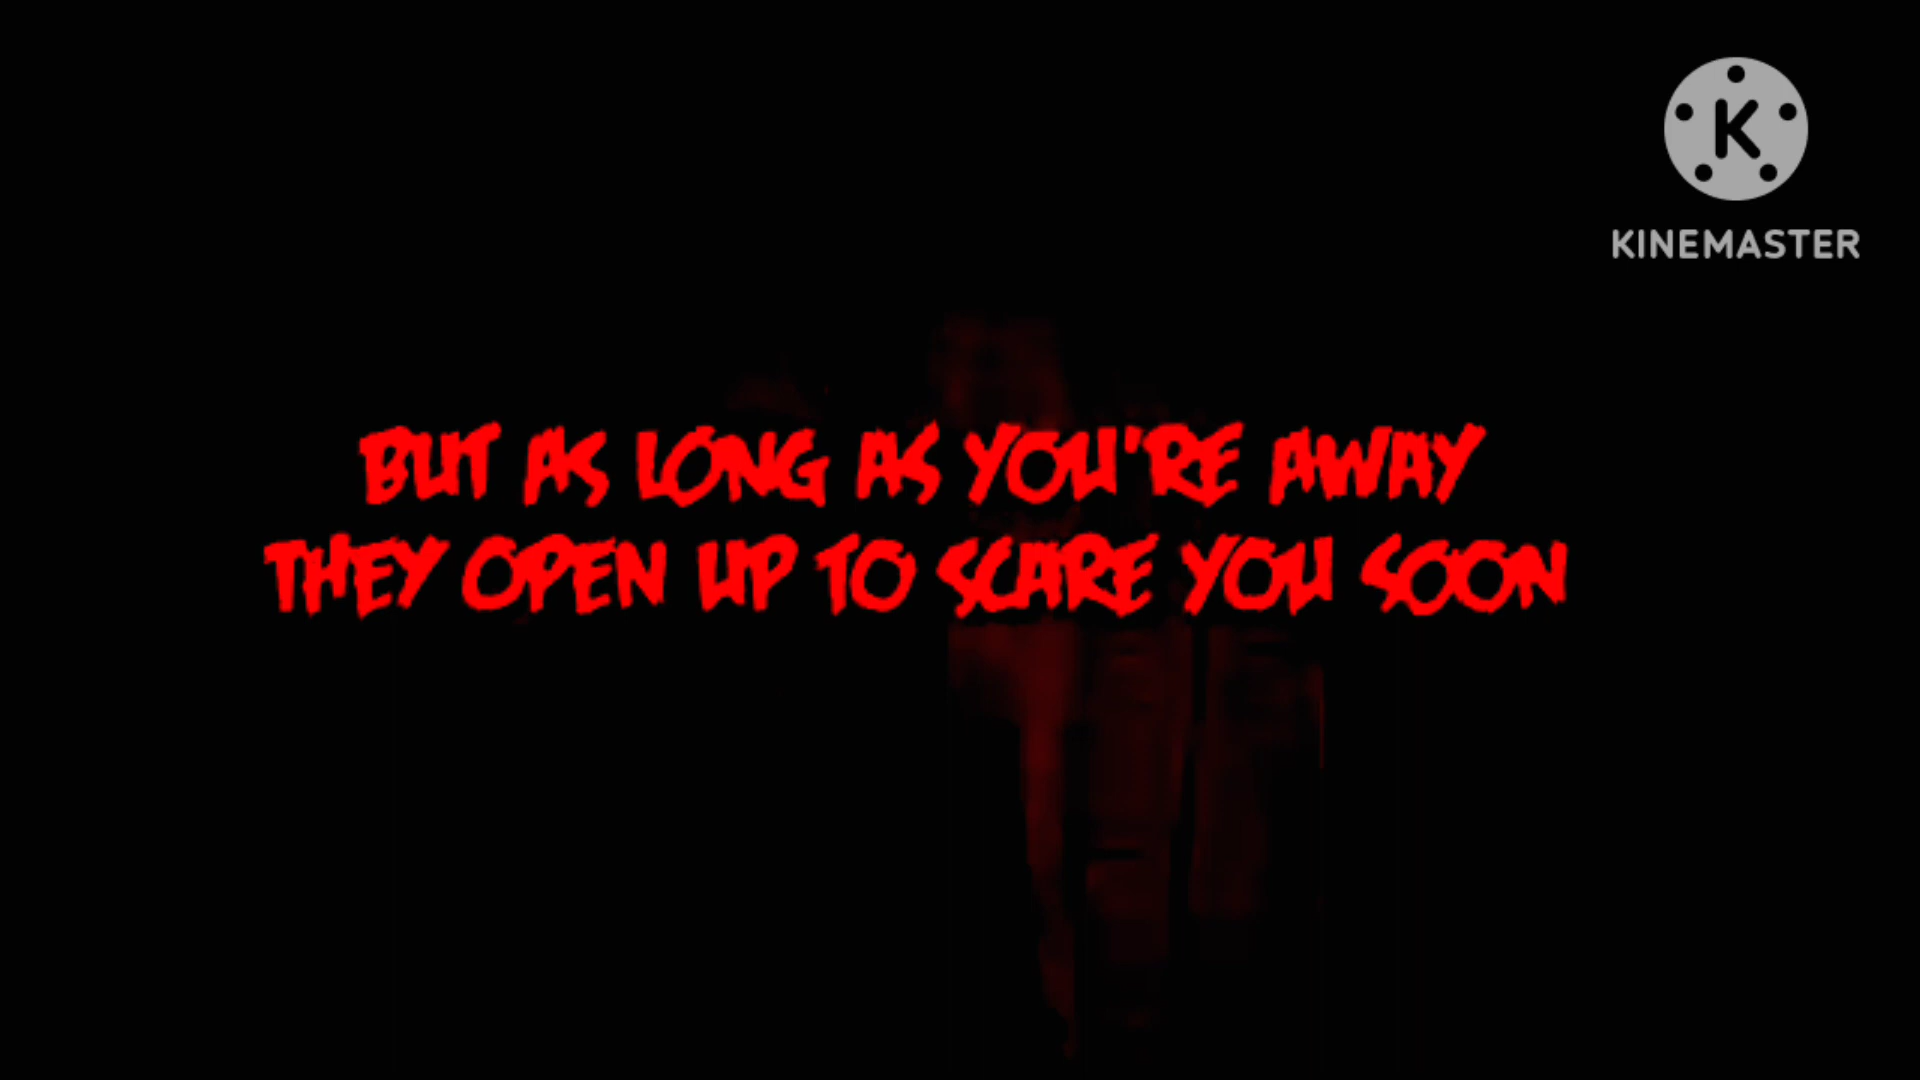 K
KINEMASTER
BUT AS LONG AS YOU'RE AWAY
THEY OPEN UP TO SCARE YOU SOON